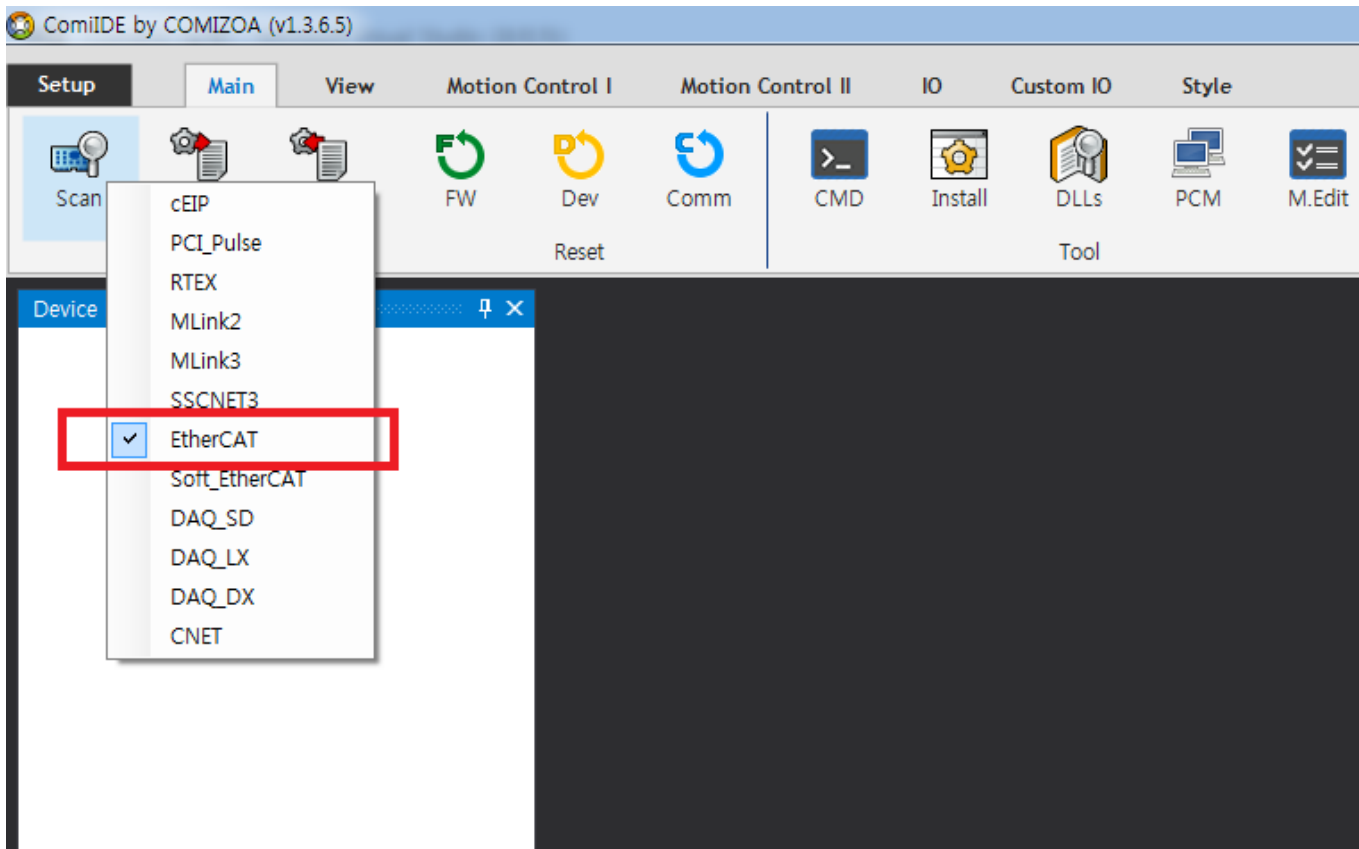 ComiIDE by COMIZOA (v1.3.6.5)
Setup Main View Motion Control I Motion Control II IO Custom IO Style
Scan FW Dev Comm CMD Install DLLs PCM M.Edit
Reset Tool
Device
cEIP
PCI_Pulse
RTEX
MLink2
MLink3
SSCNET3
EtherCAT
Soft_EtherCAT
DAQ_SD
DAQ_LX
DAQ_DX
CNET